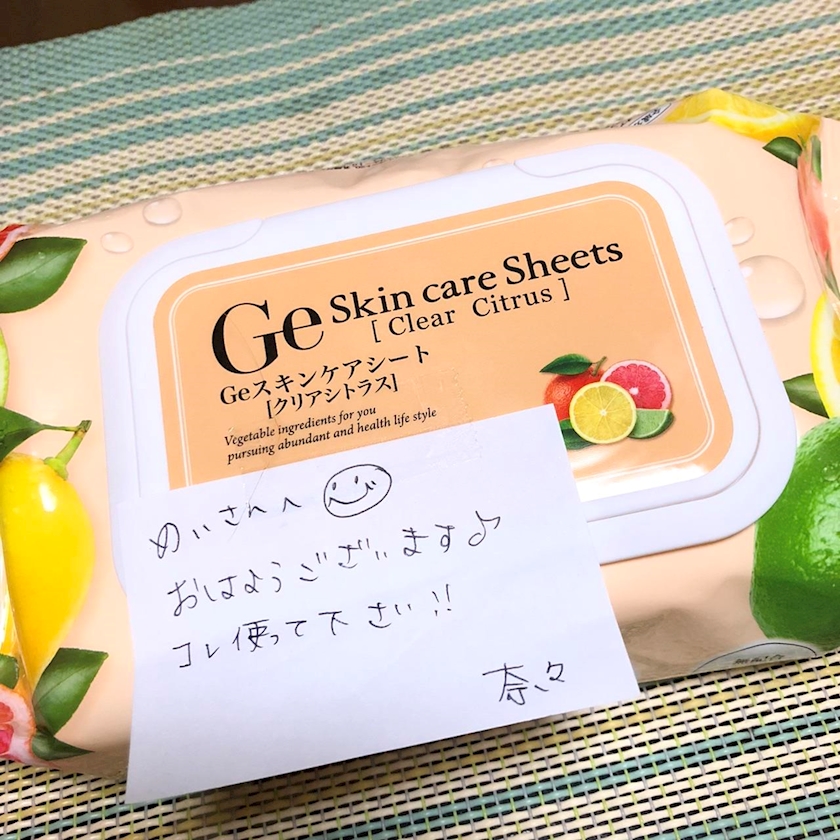 Ge Skin care Sheets
[ Clear Citrus ]
Geスキンケアシート
[クリアシトラス]
Vegetable ingredients for you
pursuing abundant and health life style
めいさんへ
おはようございます♪
コレ使って下さい!!
奈々